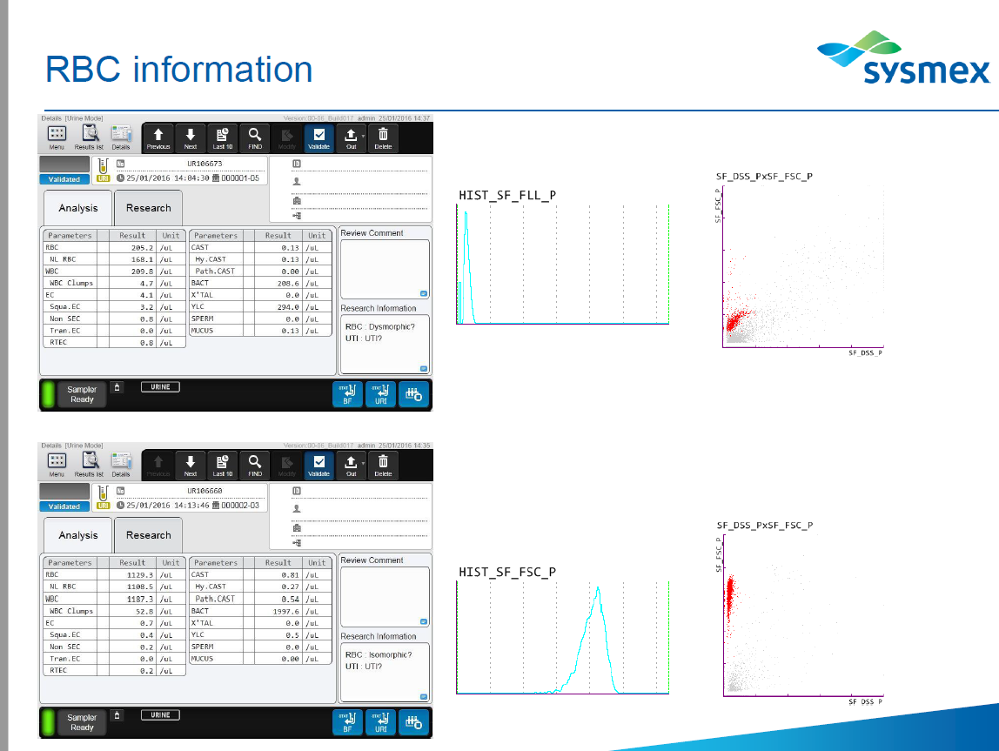 RBC information
sysmex
Details [Urine Mode] Version:00-06_Build017 admin 25/01/2016 14:37
Menu Results list Details Previous Next Last 10 FIND Modify Validate Out Delete
UR106673
Validated URI 25/01/2016 14:04:30 000001-05
Analysis Research
Parameters Result Unit Parameters Result Unit
RBC 205.2 /uL CAST 0.13 /uL
NL RBC 168.1 /uL Hy.CAST 0.13 /uL
WBC 209.8 /uL Path.CAST 0.00 /uL
WBC Clumps 4.7 /uL BACT 208.6 /uL
EC 4.1 /uL X'TAL 0.0 /uL
Squa.EC 3.2 /uL YLC 294.0 /uL
Non SEC 0.8 /uL SPERM 0.0 /uL
Tran.EC 0.0 /uL MUCUS 0.13 /uL
RTEC 0.8 /uL
Review Comment
Research Information
RBC : Dysmorphic?
UTI : UTI?
Sampler
Ready
URINE
STAT BF
STAT URI
HIST_SF_FLL_P
SF_DSS_PxSF_FSC_P
SF_FSC_P
SF_DSS_P
Details [Urine Mode] Version:00-06_Build017 admin 25/01/2016 14:35
Menu Results list Details Previous Next Last 10 FIND Modify Validate Out Delete
UR106660
Validated URI 25/01/2016 14:13:46 000002-03
Analysis Research
Parameters Result Unit Parameters Result Unit
RBC 1129.3 /uL CAST 0.81 /uL
NL RBC 1108.5 /uL Hy.CAST 0.27 /uL
WBC 1187.3 /uL Path.CAST 0.54 /uL
WBC Clumps 52.8 /uL BACT 1997.6 /uL
EC 0.7 /uL X'TAL 0.0 /uL
Squa.EC 0.4 /uL YLC 0.5 /uL
Non SEC 0.2 /uL SPERM 0.0 /uL
Tran.EC 0.0 /uL MUCUS 0.00 /uL
RTEC 0.2 /uL
Review Comment
Research Information
RBC : Isomorphic?
UTI : UTI?
Sampler
Ready
URINE
STAT BF
STAT URI
HIST_SF_FSC_P
SF_DSS_PxSF_FSC_P
SF_FSC_P
SF_DSS_P